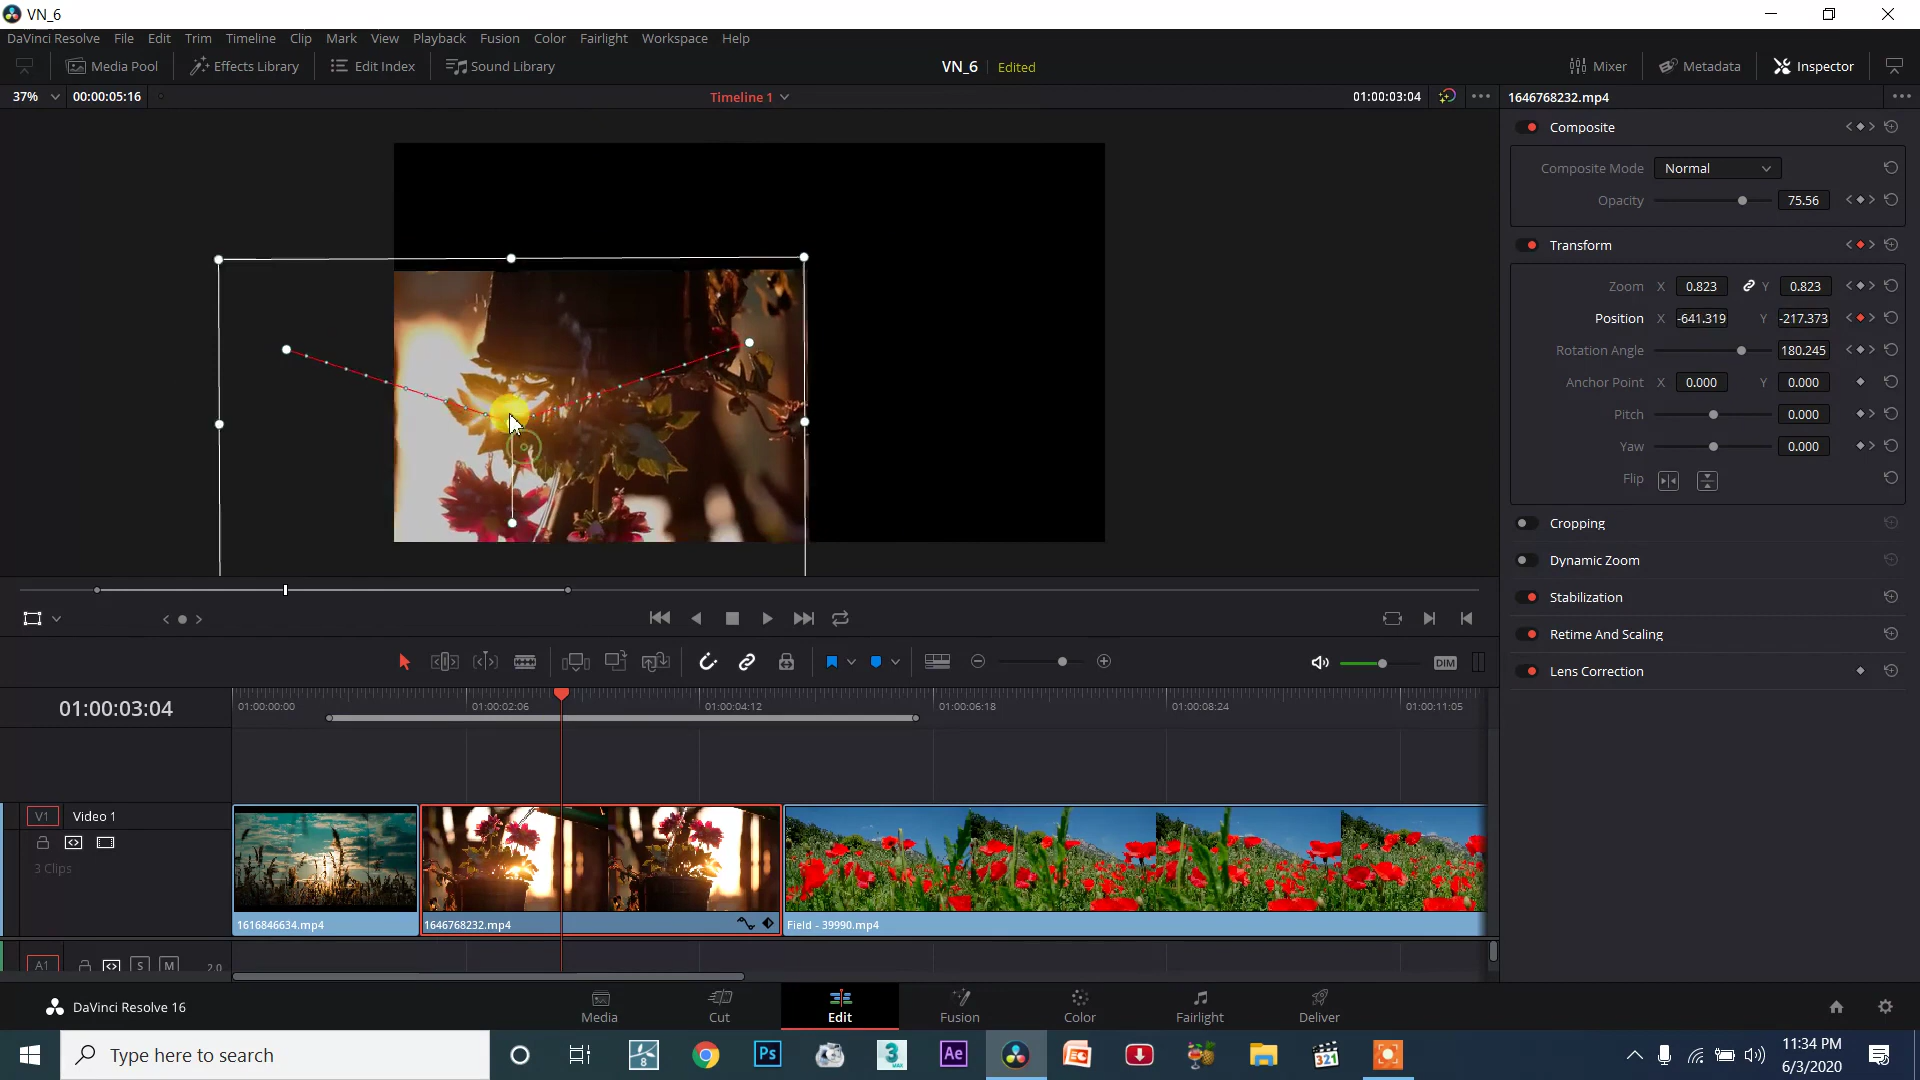 VN_6
DaVinci Resolve File Edit Trim Timeline Clip Mark View Playback Fusion Color Fairlight Workspace Help
Media Pool Effects Library Edit Index Sound Library VN_6 Edited Mixer Metadata Inspector
37% 00:00:05:16 Timeline 1 01:00:03:04 1646768232.mp4
Composite
Composite Mode Normal
Opacity 75.56
Transform
Zoom X 0.823 Y 0.823
Position X -641.319 Y -217.373
Rotation Angle 180.245
Anchor Point X 0.000 Y 0.000
Pitch 0.000
Yaw 0.000
Flip
Cropping
Dynamic Zoom
Stabilization
Retime And Scaling
Lens Correction
DIM
01:00:03:04 01:00:00:00 01:00:02:06 01:00:04:12 01:00:06:18 01:00:08:24 01:00:11:05
V1 Video 1
3 Clips
1616846634.mp4 1646768232.mp4 Field - 39990.mp4
A1 S M 2.0
DaVinci Resolve 16 Media Cut Edit Fusion Color Fairlight Deliver
Type here to search 8 Ps 3 MAX Ae 321 11:34 PM
6/3/2020